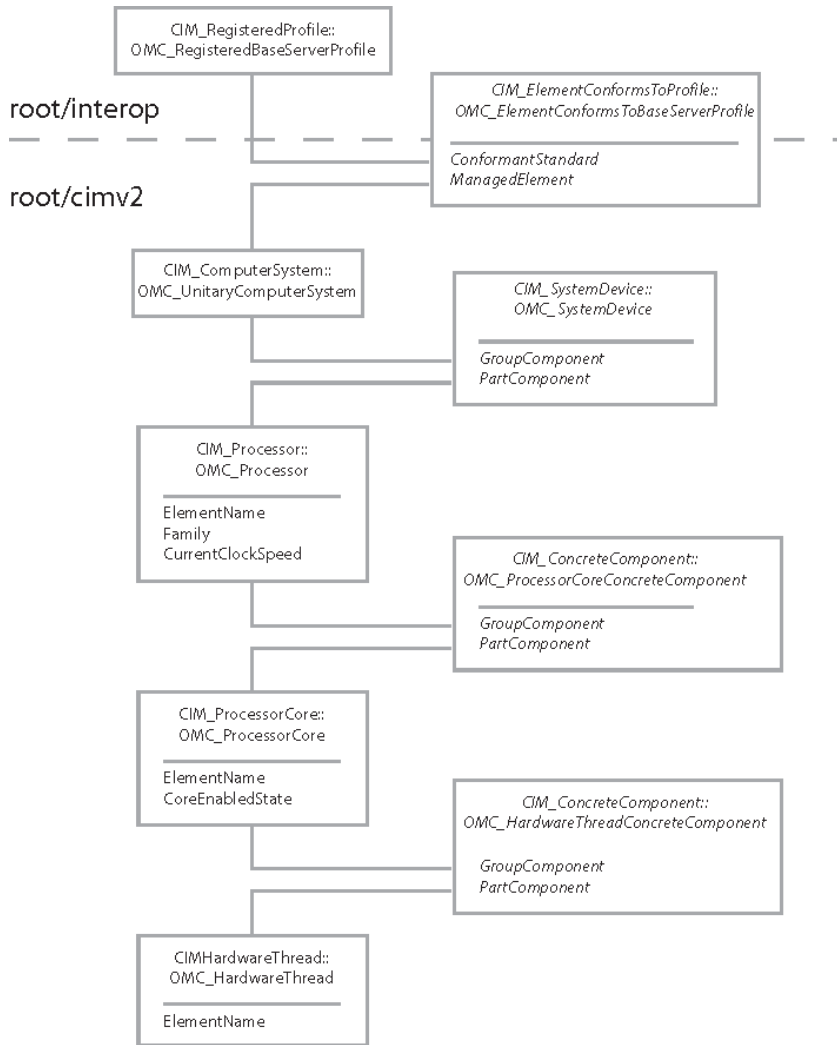 CIM_RegisteredProfile::
OMC_RegisteredBaseServerProfile
root/interop
CIM_ElementConformsToProfile::
OMC_ElementConformsToBaseServerProfile
ConformantStandard
ManagedElement
root/cimv2
CIM_ComputerSystem::
OMC_UnitaryComputerSystem
CIM_SystemDevice::
OMC_SystemDevice
GroupComponent
PartComponent
CIM_Processor::
OMC_Processor
ElementName
Family
CurrentClockSpeed
CIM_ConcreteComponent::
OMC_ProcessorCoreConcreteComponent
GroupComponent
PartComponent
CIM_ProcessorCore::
OMC_ProcessorCore
ElementName
CoreEnabledState
CIM_ConcreteComponent::
OMC_HardwareThreadConcreteComponent
GroupComponent
PartComponent
CIMHardwareThread::
OMC_HardwareThread
ElementName